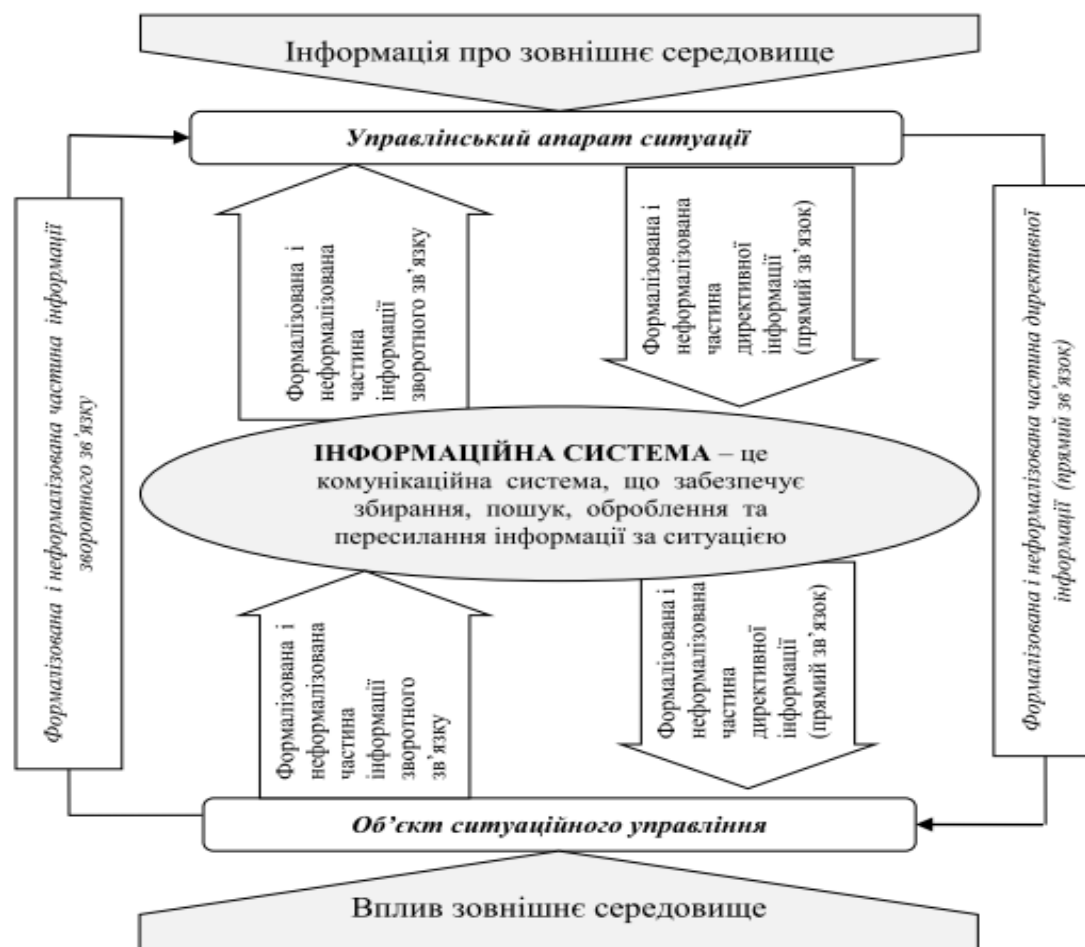 Інформація про зовнішнє середовище
Управлінський апарат ситуації
Формалізована і неформалізована частина інформації
зворотного зв’язку
Формалізована і
неформалізована
частина
інформації
зворотного зв’язку
Формалізована і
неформалізована
частина
директивної
інформації
(прямий зв’язок)
Формалізована і неформалізована частина директивної
інформації (прямий зв’язок)
ІНФОРМАЦІЙНА СИСТЕМА – це
комунікаційна система, що забезпечує
збирання, пошук, оброблення та
пересилання інформації за ситуацією
Формалізована і
неформалізована
частина
інформації
зворотного
зв’язку
Формалізована і
неформалізована
частина
директивної
інформації
(прямий зв’язок)
Об’єкт ситуаційного управління
Вплив зовнішнє середовище